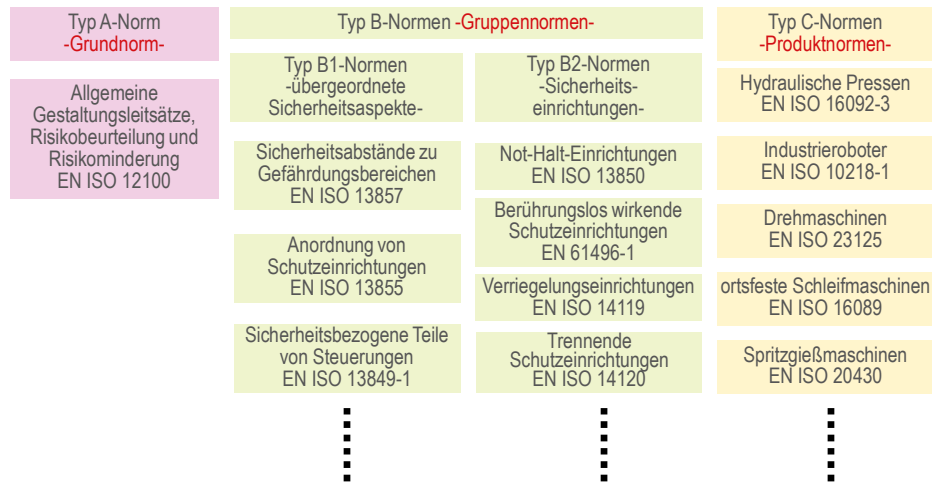 Typ A-Norm
-Grundnorm-
Allgemeine
Gestaltungsleitsätze,
Risikobeurteilung und
Risikominderung
EN ISO 12100
Typ B-Normen -Gruppennormen-
Typ B1-Normen
-übergeordnete
Sicherheitsaspekte-
Sicherheitsabstände zu
Gefährdungsbereichen
EN ISO 13857
Anordnung von
Schutzeinrichtungen
EN ISO 13855
Sicherheitsbezogene Teile
von Steuerungen
EN ISO 13849-1
Typ B2-Normen
-Sicherheits-
einrichtungen-
Not-Halt-Einrichtungen
EN ISO 13850
Berührungslos wirkende
Schutzeinrichtungen
EN 61496-1
Verriegelungseinrichtungen
EN ISO 14119
Trennende
Schutzeinrichtungen
EN ISO 14120
Typ C-Normen
-Produktnormen-
Hydraulische Pressen
EN ISO 16092-3
Industrieroboter
EN ISO 10218-1
Drehmaschinen
EN ISO 23125
ortsfeste Schleifmaschinen
EN ISO 16089
Spritzgießmaschinen
EN ISO 20430